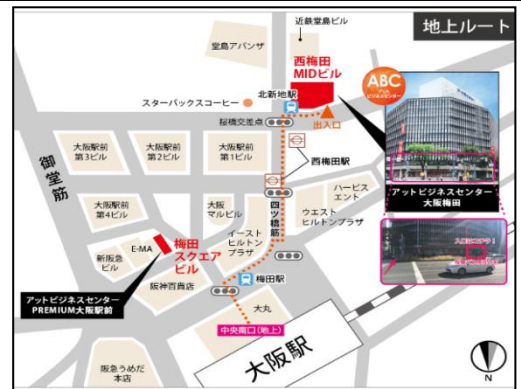 地上ルート
近鉄堂島ビル
堂島アバンザ
西梅田
MIDビル
北新地駅
スターバックスコーヒー
桜橋交差点
出入口
ABC
アットビジネスセンター
大阪梅田
御堂筋
大阪駅前
第3ビル
大阪駅前
第2ビル
大阪駅前
第1ビル
西梅田駅
大阪駅前
第4ビル
大阪
マルビル
四ツ橋筋
ハービス
エント
ウエスト
ヒルトンプラザ
イースト
ヒルトン
プラザ
E-MA
梅田
スクエア
ビル
新阪急
ビル
阪神百貨店
梅田駅
アットビジネスセンター
PREMIUM大阪駅前
大丸
中央南口(地上)
大阪駅
阪急うめだ
本店
N